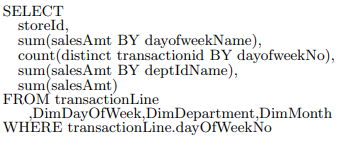 SELECT
storeId,
sum(salesAmt BY dayofweekName),
count(distinct transactionid BY dayofweekNo),
sum(salesAmt BY deptIdName),
sum(salesAmt)
FROM transactionLine
,DimDayOfWeek,DimDepartment,DimMonth
WHERE transactionLine.dayOfWeekNo